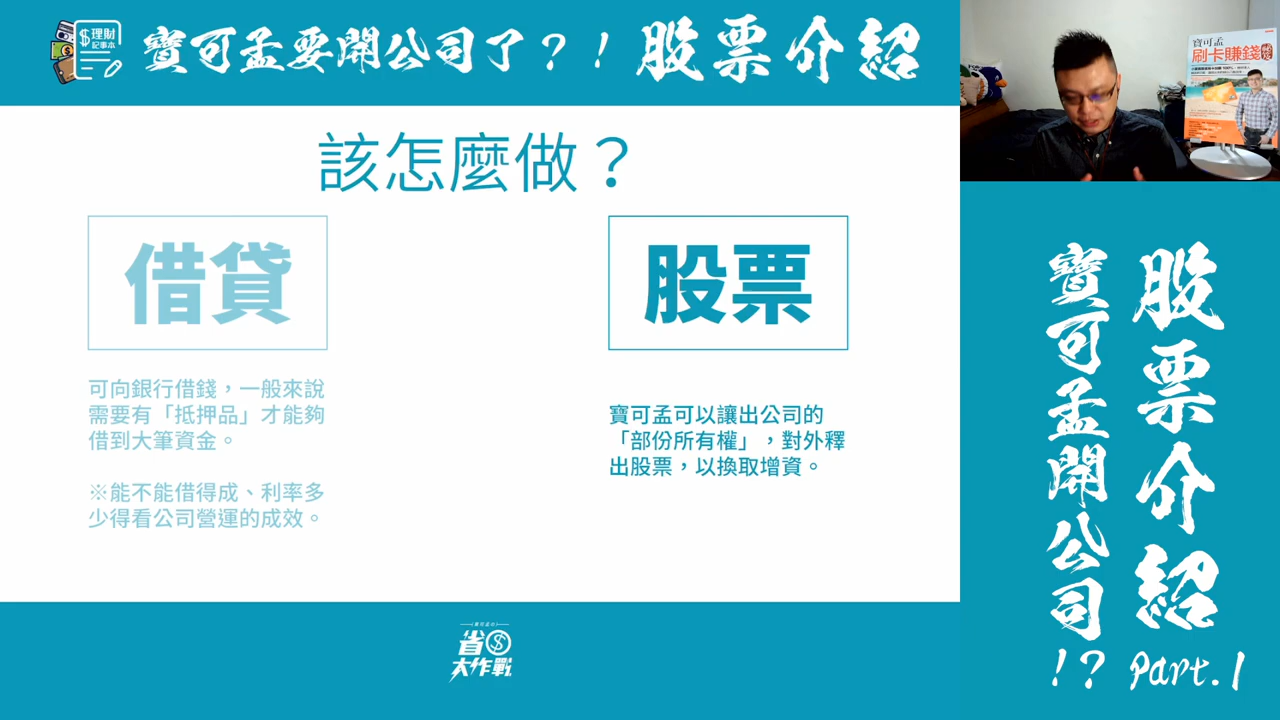 $理財
記事本
寶可孟要開公司了?!股票介紹
該怎麼做?
借貸
可向銀行借錢,一般來說
需要有「抵押品」才能夠
借到大筆資金。
※能不能借得成、利率多
少得看公司營運的成效。
股票
寶可孟可以讓出公司的
「部份所有權」,對外釋
出股票,以換取增資。
省$
大作戰
寶可孟
刷卡賺錢
股票介紹 Part.1
寶可孟開公司!?